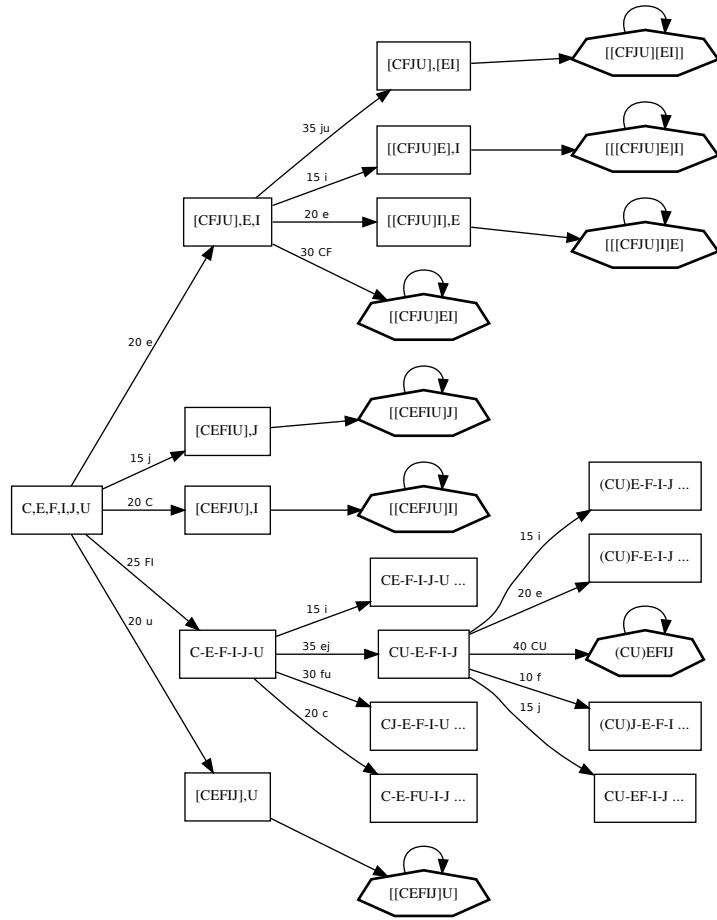 [[CFJU][EI]]
[CFJU],[EI]
35 ju
[[CFJU]E],I
[[[CFJU]E]I]
15 i
[CFJU],E,I
20 e
[[CFJU]I],E
[[[CFJU]I]E]
30 CF
[[CFJU]EI]
20 e
[CEFIU],J
[[CEFIU]J]
15 j
C,E,F,I,J,U
20 C
[CEFJU],I
[[CEFJU]I]
(CU)E-F-I-J ...
15 i
25 FI
CE-F-I-J-U ...
(CU)F-E-I-J ...
20 e
20 u
15 i
C-E-F-I-J-U
35 ej
CU-E-F-I-J
40 CU
(CU)EFIJ
30 fu
10 f
20 c
CJ-E-F-I-U ...
15 j
(CU)J-E-F-I ...
[CEFIJ],U
C-E-FU-I-J ...
CU-EF-I-J ...
[[CEFIJ]U]